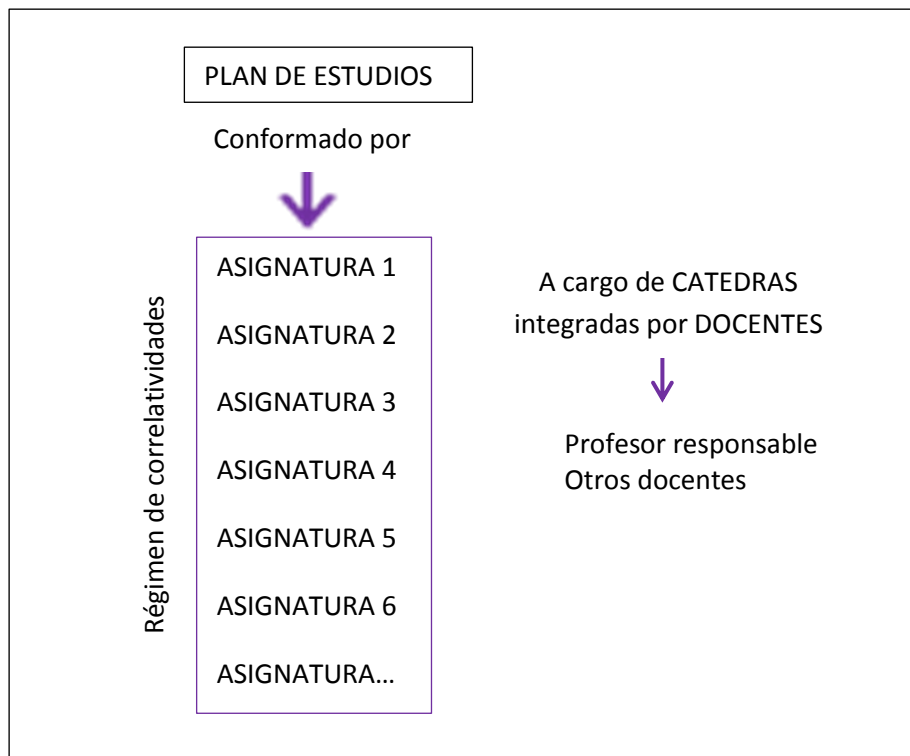 PLAN DE ESTUDIOS
Conformado por
Régimen de correlatividades
ASIGNATURA 1
ASIGNATURA 2
ASIGNATURA 3
ASIGNATURA 4
ASIGNATURA 5
ASIGNATURA 6
ASIGNATURA...
A cargo de CATEDRAS
integradas por DOCENTES
Profesor responsable
Otros docentes